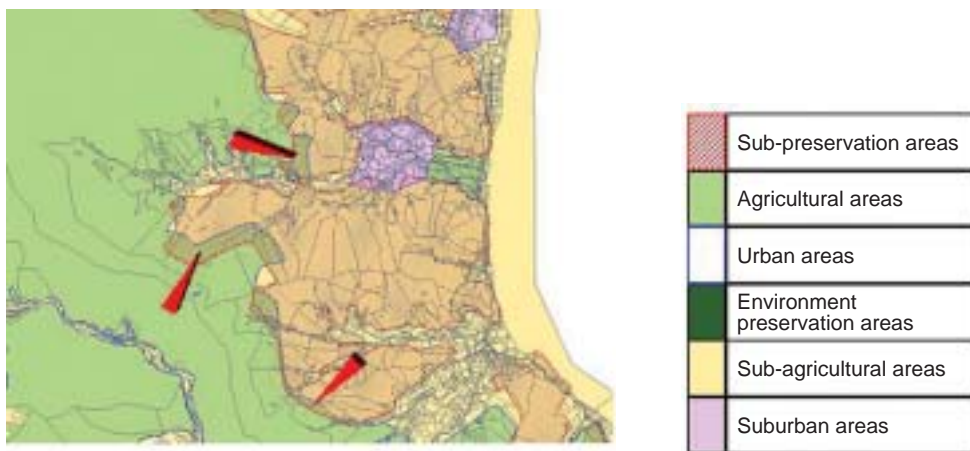 Sub-preservation areas
Agricultural areas
Urban areas
Environment
preservation areas
Sub-agricultural areas
Suburban areas